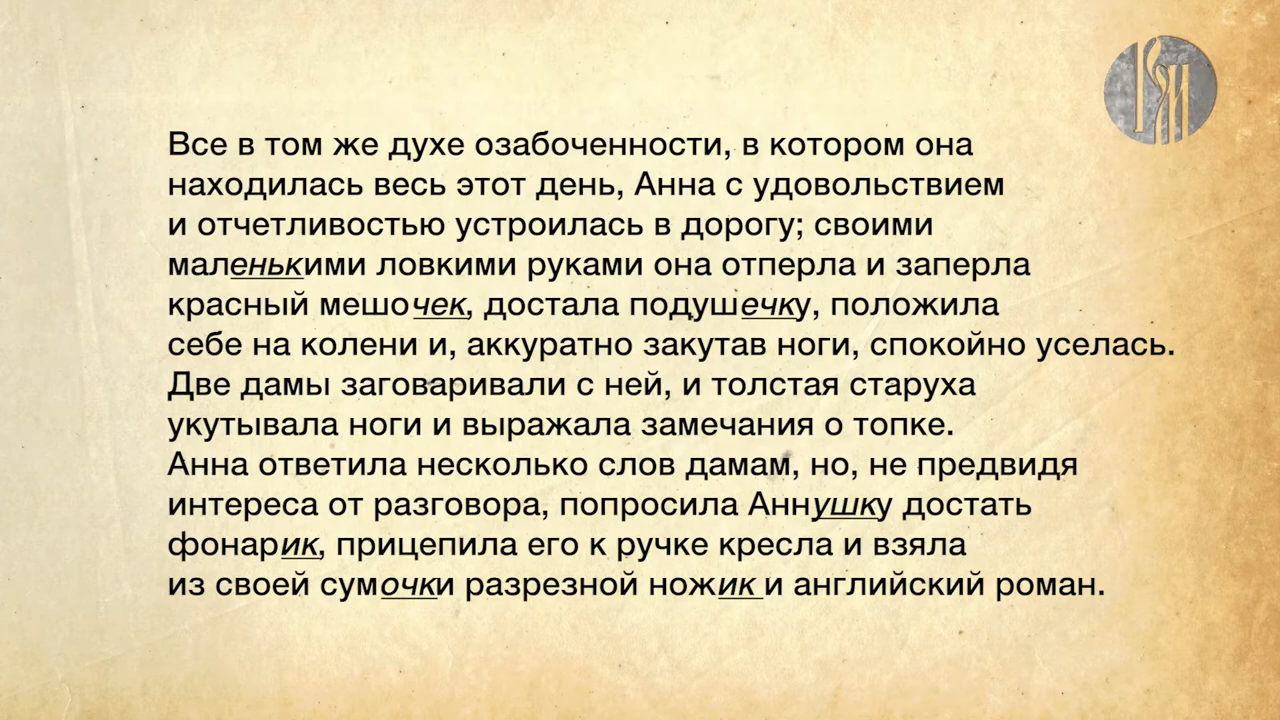 Все в том же духе озабоченности, в котором она
находилась весь этот день, Анна с удовольствием
и отчетливостью устроилась в дорогу; своими
маленькими ловкими руками она отперла и заперла
красный мешочек, достала подушечку, положила
себе на колени и, аккуратно закутав ноги, спокойно уселась.
Две дамы заговаривали с ней, и толстая старуха
укутывала ноги и выражала замечания о топке.
Анна ответила несколько слов дамам, но, не предвидя
интереса от разговора, попросила Аннушку достать
фонарик, прицепила его к ручке кресла и взяла
из своей сумочки разрезной ножик и английский роман.